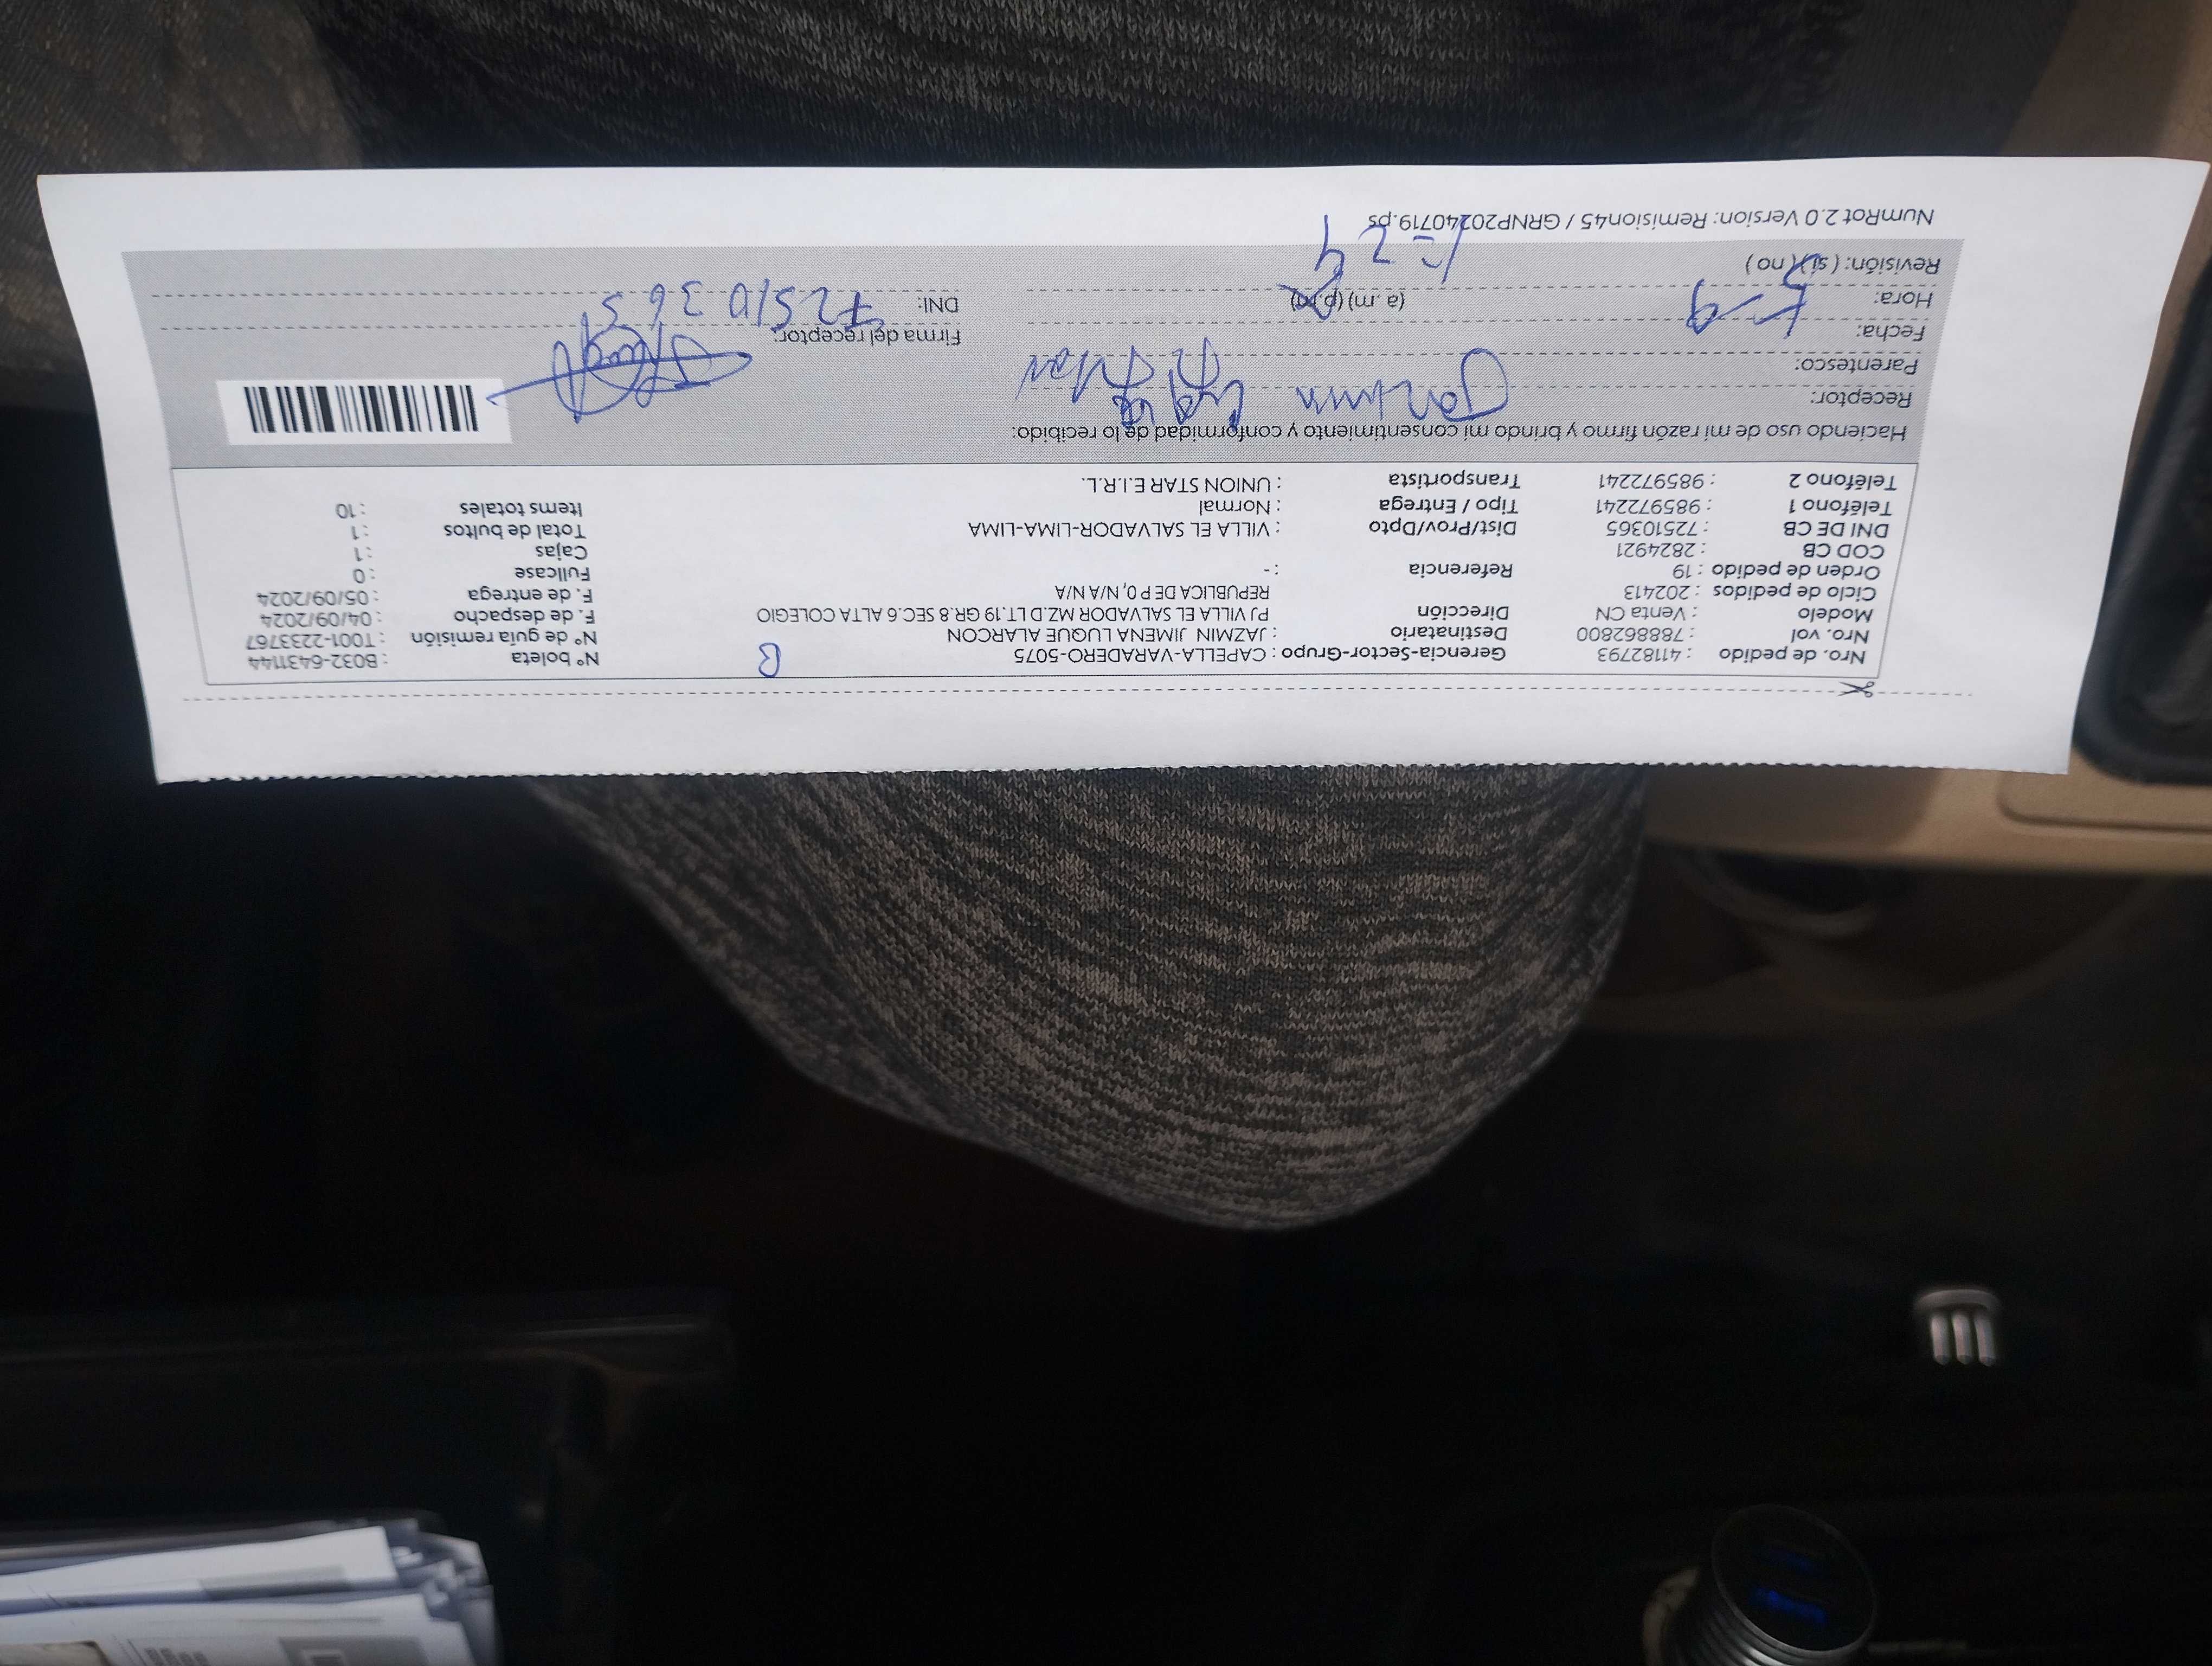 Nro. de pedido : 41182793 Gerencia-Sector-Grupo : CAPELLA-VARADERO-5075 B Nº boleta : B032-6431144
Nro. vol : 788862800 Destinatario : JAZMIN JIMENA LUQUE ALARCON Nº de guía remisión : T001-2233767
Modelo : Venta CN Dirección PJ VILLA EL SALVADOR MZ.D LT.19 GR 8 SEC.6 ALTA COLEGIO F. de despacho : 04/09/2024
Ciclo de pedidos : 202413 REPUBLICA DE P 0, N/A N/A F. de entrega : 05/09/2024
Orden de pedido : 19 Referencia : - Fullcase : 0
COD CB : 2824921 Cajas : 1
DNI DE CB : 72510365 Dist/Prov/Dpto : VILLA EL SALVADOR-LIMA-LIMA Total de bultos : 1
Teléfono 1 : 985972241 Tipo / Entrega : Normal Items totales : 10
Teléfono 2 : 985972241 Transportista : UNION STAR E.I.R.L.
Haciendo uso de mi razón firmo y brindo mi consentimiento y conformidad de lo recibido:
Receptor:
Parentesco:
Fecha: 5-9 Firma del receptor:
Hora: (a. m) (p.m) DNI: 72510365
Revisión: ( sí ) ( no ) 1:24
NumRot 2.0 Version: Remision45 / GRNP20240719.ps